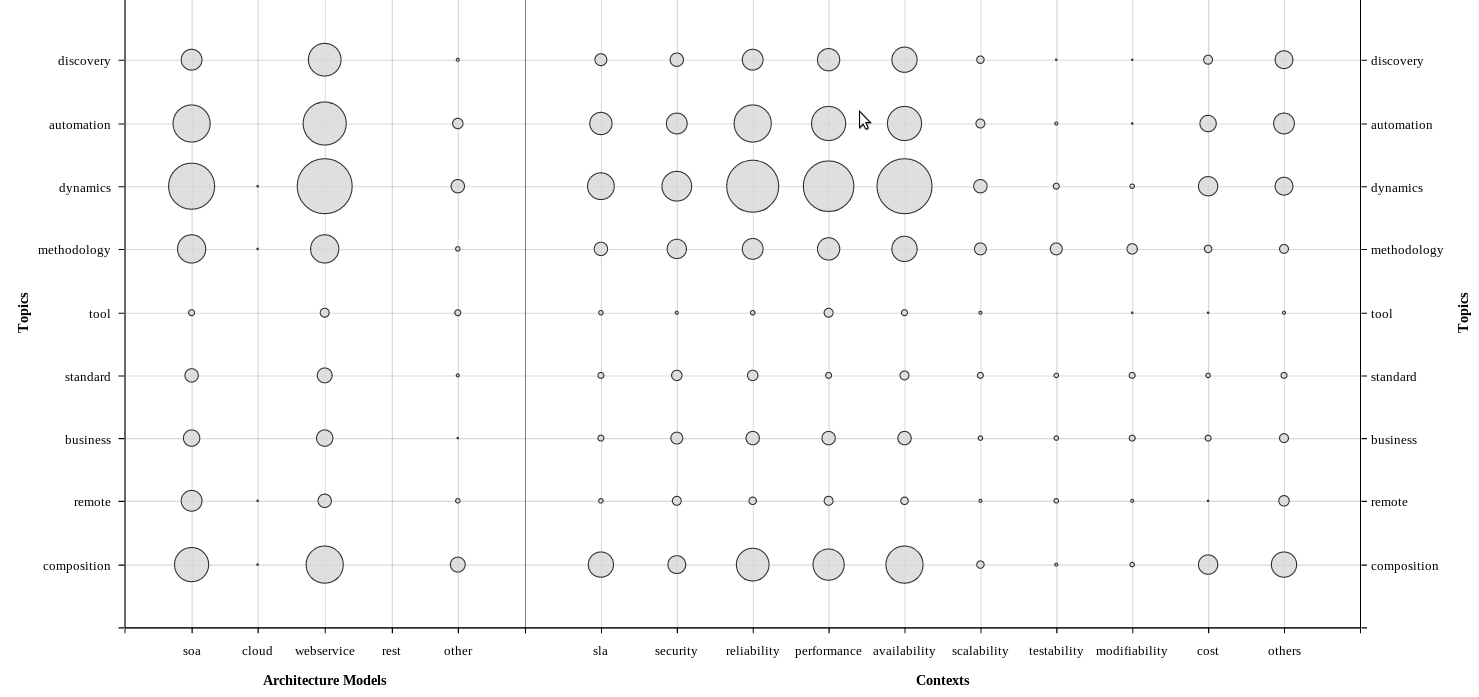 discovery
automation
dynamics
methodology
tool
standard
business
remote
composition
Topics
soa cloud webservice rest other sla security reliability performance availability scalability testability modifiability cost others
Architecture Models Contexts
discovery
automation
dynamics
methodology
tool
standard
business
remote
composition
Topics